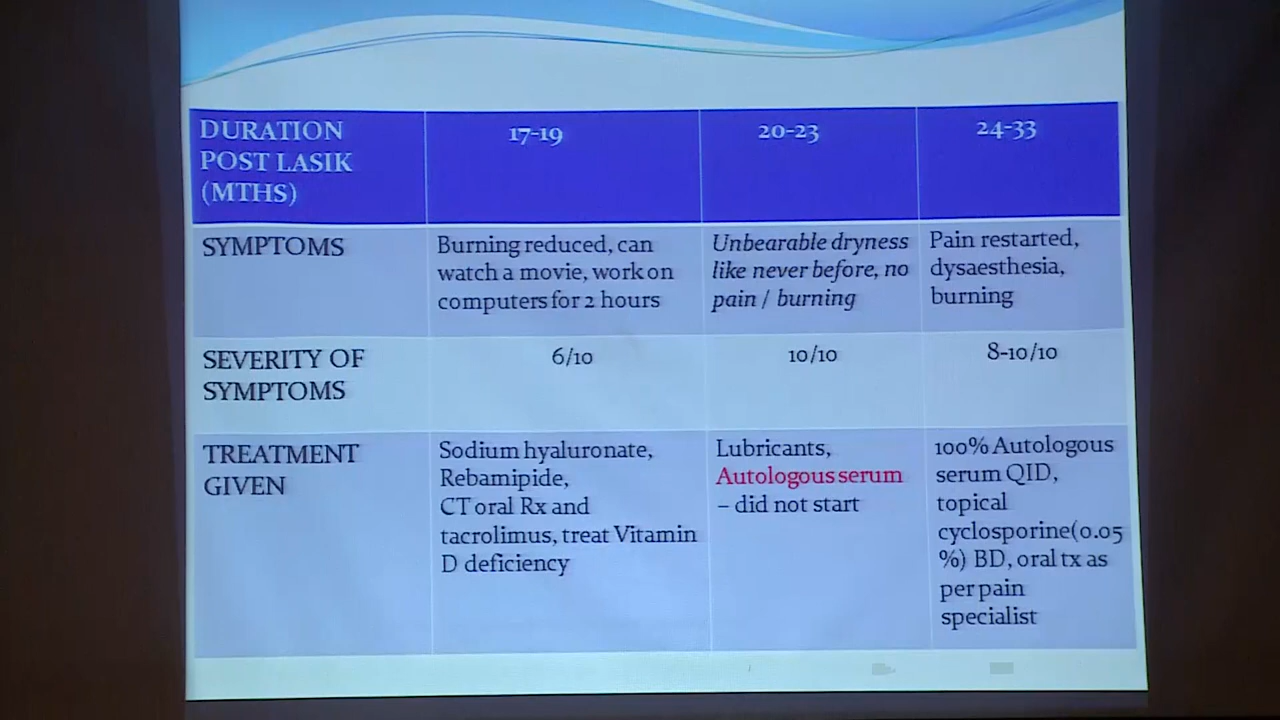 DURATION
POST LASIK
(MTHS)
17-19
20-23
24-33
SYMPTOMS
Burning reduced, can
watch a movie, work on
computers for 2 hours
Unbearable dryness
like never before, no
pain / burning
Pain restarted,
dysaesthesia,
burning
SEVERITY OF
SYMPTOMS
6/10
10/10
8-10/10
TREATMENT
GIVEN
Sodium hyaluronate,
Rebamipide,
CT oral Rx and
tacrolimus, treat Vitamin
D deficiency
Lubricants,
Autologous serum
– did not start
100% Autologous
serum QID,
topical
cyclosporine(0.05
%) BD, oral tx as
per pain
specialist